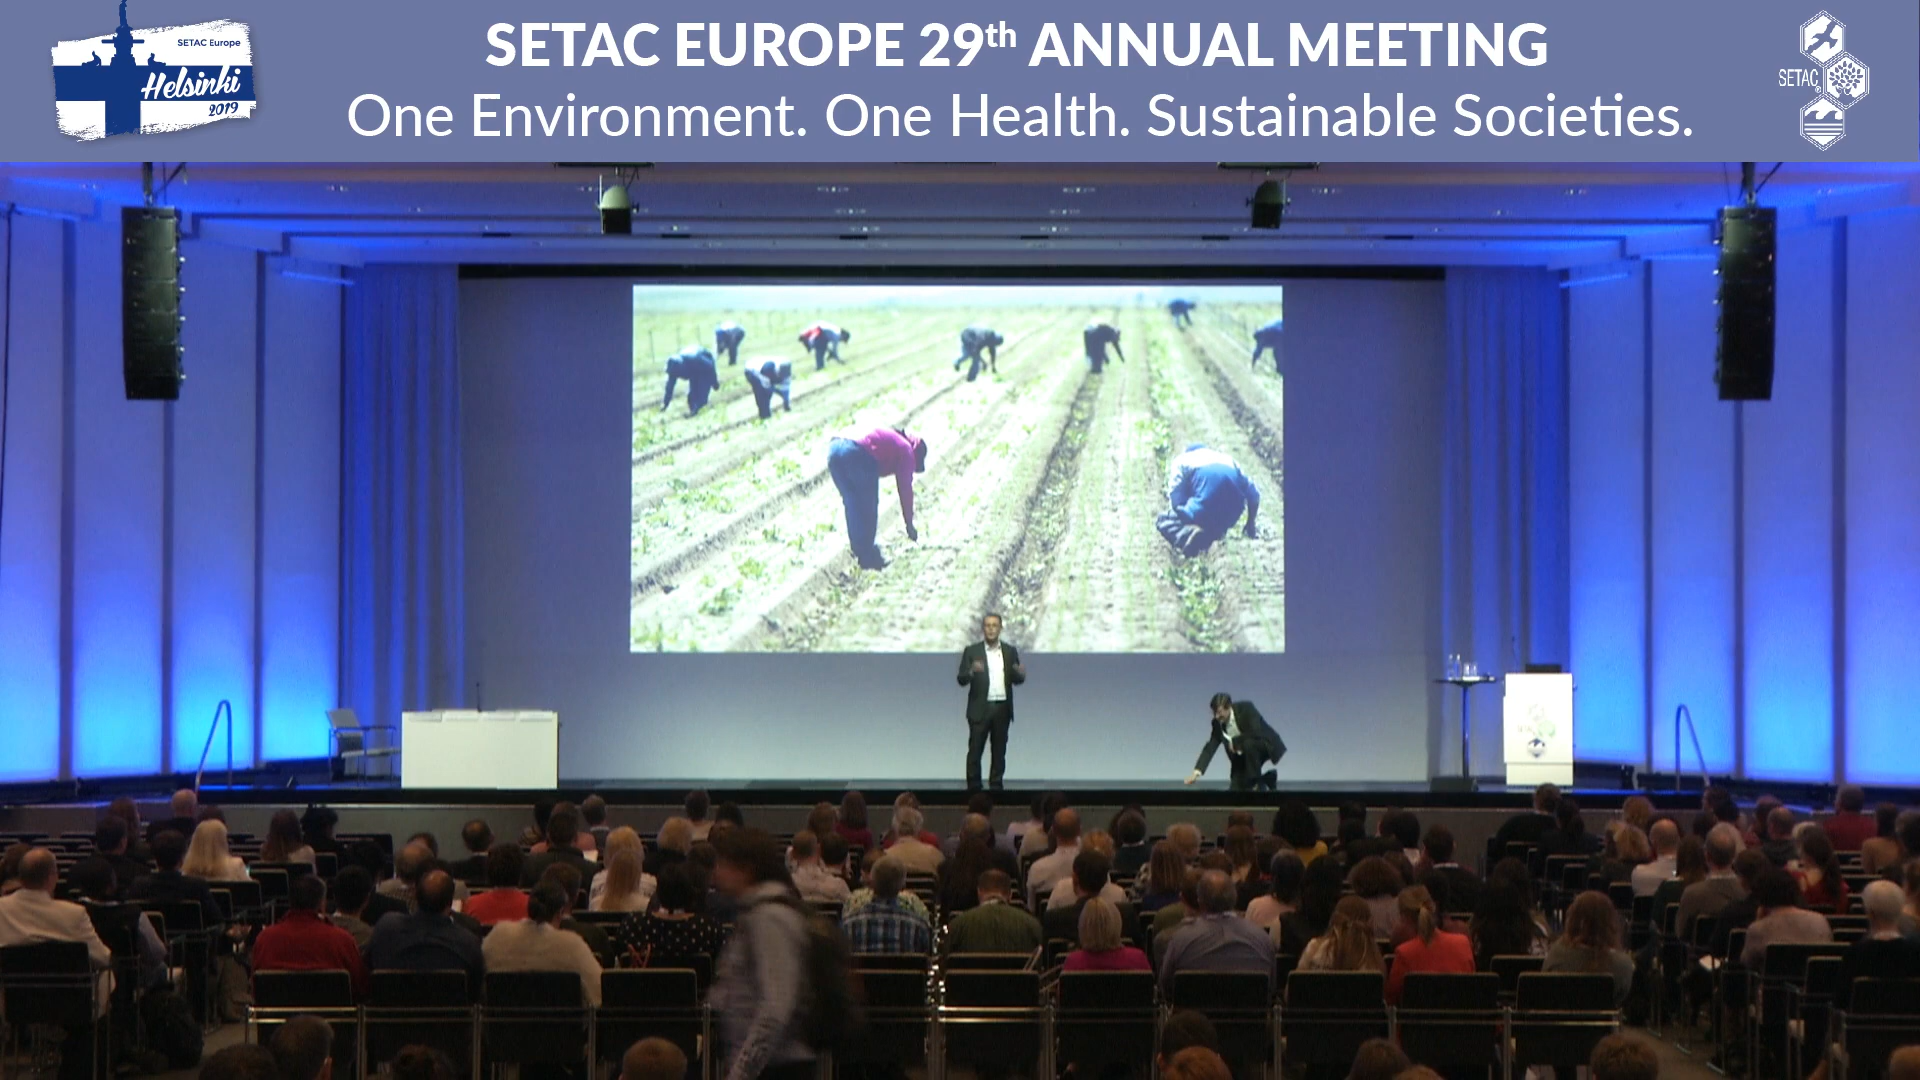 SETAC Europe
Helsinki
2019
SETAC EUROPE 29th ANNUAL MEETING
One Environment. One Health. Sustainable Societies.
SETAC®